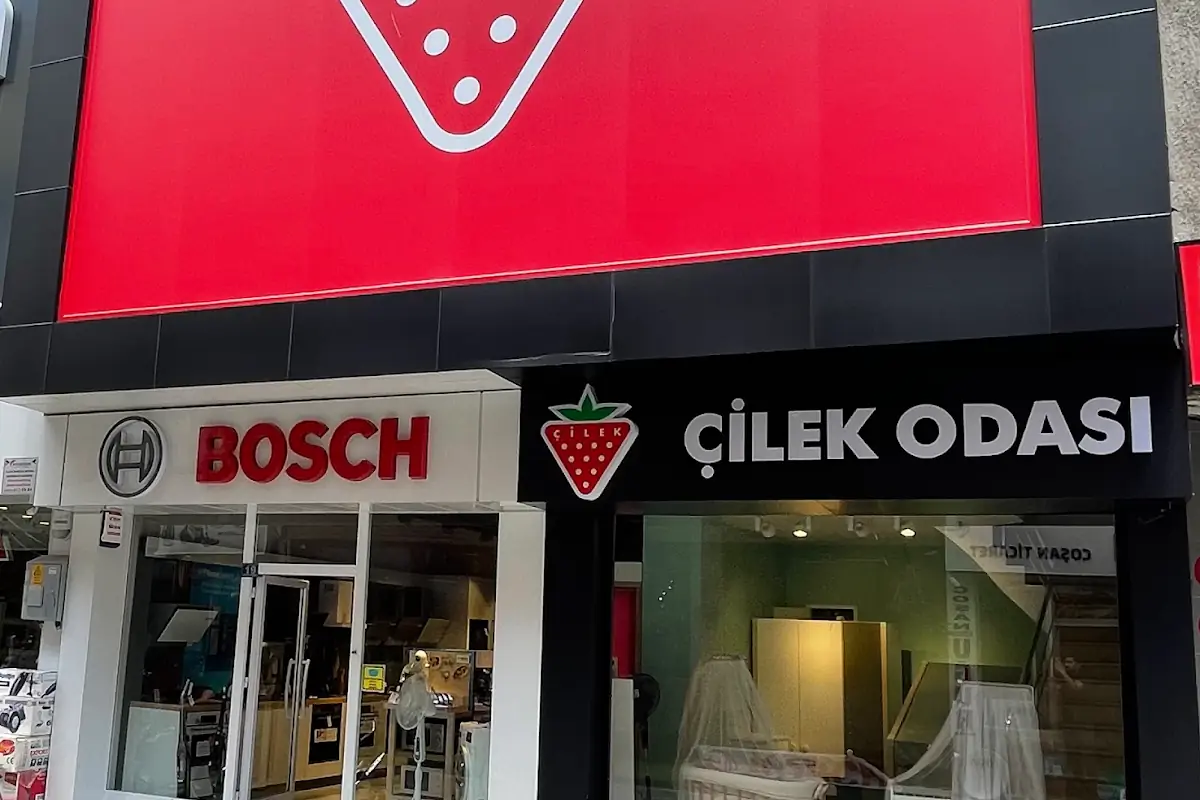 BOSCH
ÇİLEK
ÇİLEK ODASI
COŞAN TİCARET